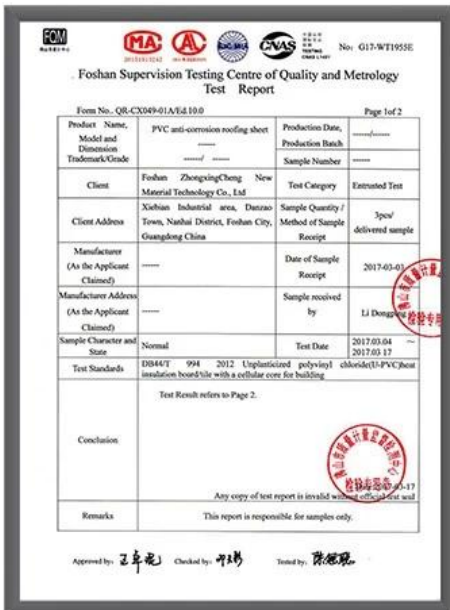 FQM
MA
AL
CNAS
No: G17-WT1955E
Foshan Supervision Testing Centre of Quality and Metrology
Test Report
Form No.. QR-CX049-01A/Ed.10.0
Page 1of 2
Product Name,
Model and
Dimension
Trademark/Grade
PVC anti-corrosion roofing sheet
------
------/ ------
Production Date,
Production Batch
------/------
Sample Number
------
Client
Foshan ZhongxingCheng New
Material Technology Co., Ltd
Test Category
Entrusted Test
Client Address
Xiebian Industrial area, Danzao
Town, Nanhai District, Foshan City,
Guangdong China
Sample Quantity /
Method of Sample
Receipt
3pcs/
delivered sample
Manufacturer
(As the Applicant
Claimed)
------
Date of Sample
Receipt
2017-03-03
Manufacturer Address
(As the Applicant
Claimed)
------
Sample received
by
Li Dongping
Sample Character and
State
Normal
Test Date
2017.03.04 ~
2017.03 17
Test Standards
DB44/T 994 2012 Unplanticized polyvinyl chloride(U-PVC)heat
insulation board/tile with a cellular core for building
Conclusion
Test Result refers to Page 2.
2017-03-17
Any copy of test report is invalid without official test seal
Remarks
This report is responsible for samples only.
Approved by:
Checked by:
Tested by: